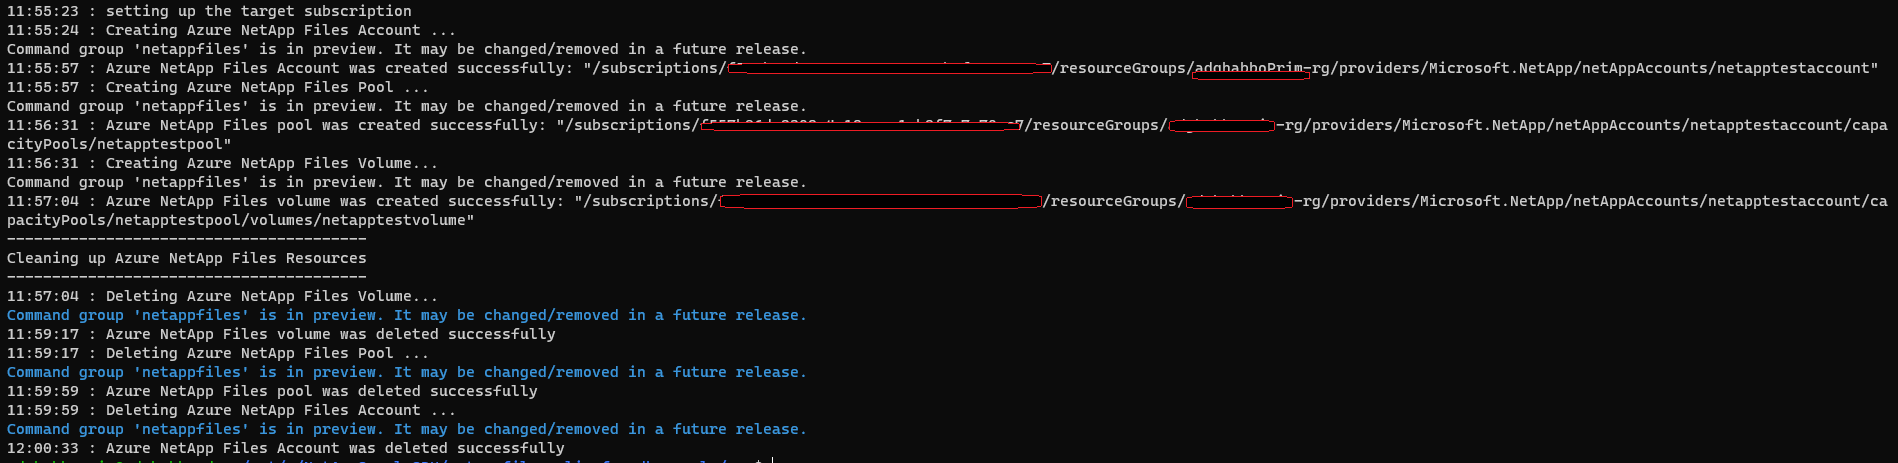 11:55:23 : setting up the target subscription
11:55:24 : Creating Azure NetApp Files Account ...
Command group 'netappfiles' is in preview. It may be changed/removed in a future release.
11:55:57 : Azure NetApp Files Account was created successfully: "/subscriptions/ /resourceGroups/ -rg/providers/Microsoft.NetApp/netAppAccounts/netapptestaccount"
11:55:57 : Creating Azure NetApp Files Pool ...
Command group 'netappfiles' is in preview. It may be changed/removed in a future release.
11:56:31 : Azure NetApp Files pool was created successfully: "/subscriptions/ 7/resourceGroups/ -rg/providers/Microsoft.NetApp/netAppAccounts/netapptestaccount/capa
cityPools/netapptestpool"
11:56:31 : Creating Azure NetApp Files Volume...
Command group 'netappfiles' is in preview. It may be changed/removed in a future release.
11:57:04 : Azure NetApp Files volume was created successfully: "/subscriptions/ /resourceGroups/ -rg/providers/Microsoft.NetApp/netAppAccounts/netapptestaccount/ca
pacityPools/netapptestpool/volumes/netapptestvolume"
----------------------------------------
Cleaning up Azure NetApp Files Resources
----------------------------------------
11:57:04 : Deleting Azure NetApp Files Volume...
Command group 'netappfiles' is in preview. It may be changed/removed in a future release.
11:59:17 : Azure NetApp Files volume was deleted successfully
11:59:17 : Deleting Azure NetApp Files Pool ...
Command group 'netappfiles' is in preview. It may be changed/removed in a future release.
11:59:59 : Azure NetApp Files pool was deleted successfully
11:59:59 : Deleting Azure NetApp Files Account ...
Command group 'netappfiles' is in preview. It may be changed/removed in a future release.
12:00:33 : Azure NetApp Files Account was deleted successfully